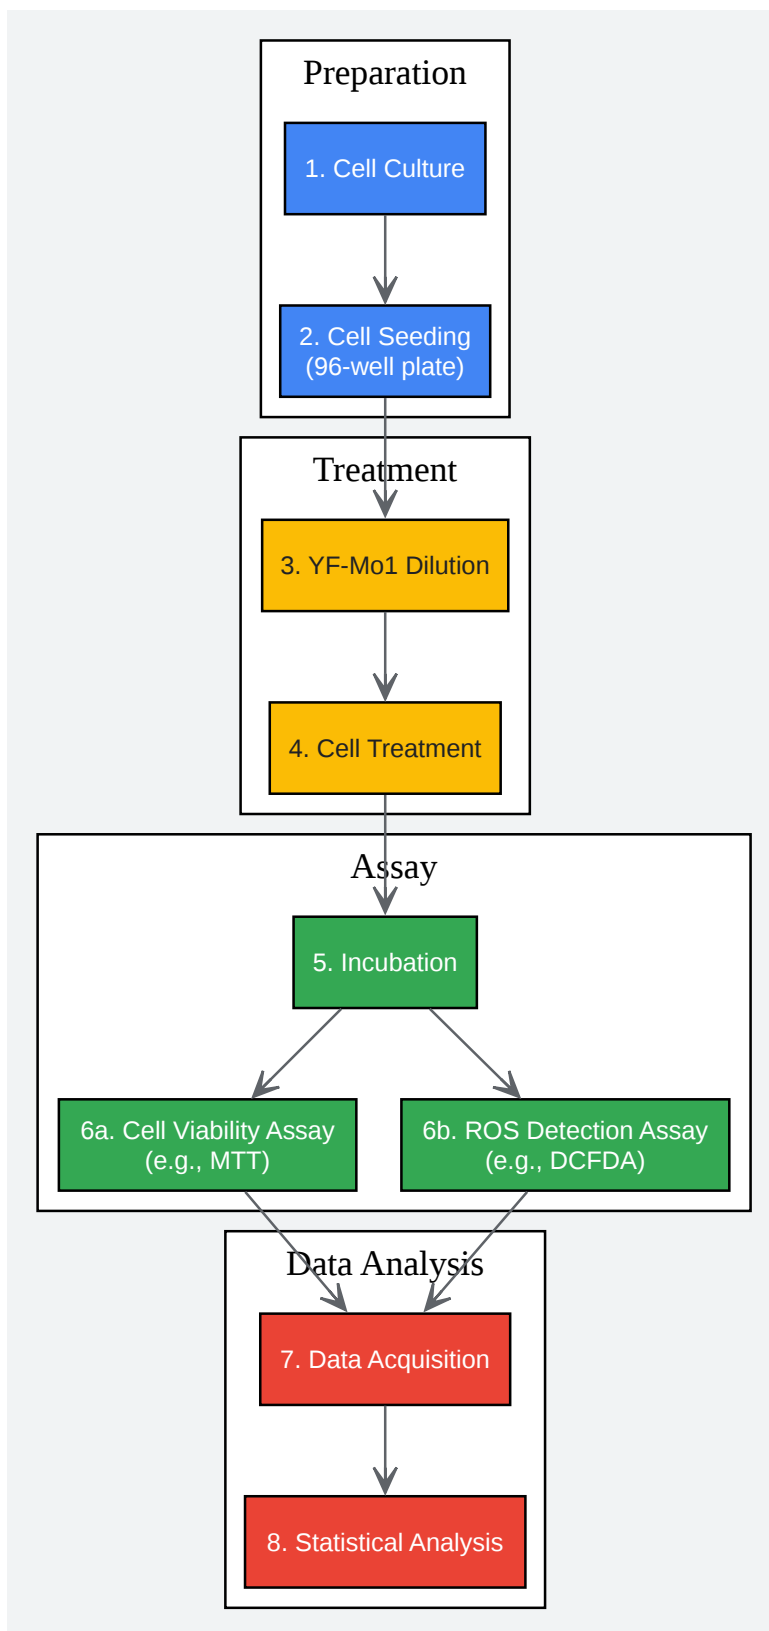 Preparation
1. Cell Culture
2. Cell Seeding
(96-well plate)
Treatment
3. YF-Mo1 Dilution
4. Cell Treatment
Assay
5. Incubation
6a. Cell Viability Assay
(e.g., MTT)
6b. ROS Detection Assay
(e.g., DCFDA)
Data Analysis
7. Data Acquisition
8. Statistical Analysis